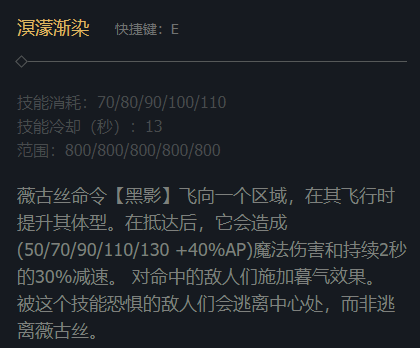 溟濛渐染 快捷键：E
技能消耗：70/80/90/100/110
技能冷却（秒）：13
范围：800/800/800/800/800
薇古丝命令【黑影】飞向一个区域，在其飞行时
提升其体型。在抵达后，它会造成
(50/70/90/110/130 +40%AP)魔法伤害和持续2秒
的30%减速。 对命中的敌人们施加暮气效果。
被这个技能恐惧的敌人们会逃离中心处，而非逃
离薇古丝。